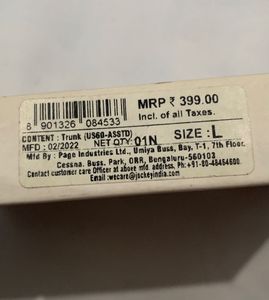 MRP ₹ 399.00
Incl. of all Taxes.
8 901326 084533
CONTENT : Trunk (US60-ASSTD)
MFD : 02/2022 NET QTY: 01N SIZE : L
Mfd By : Page Industries Ltd., Umiya Buss, Bay, T-1, 7th Floor,
Cessna. Buss. Park, ORR, Bengaluru-560103
Contact customer care Officer at above mfd. address. Ph:+91-80-49454600.
Email:wecare@jockeyindia.com